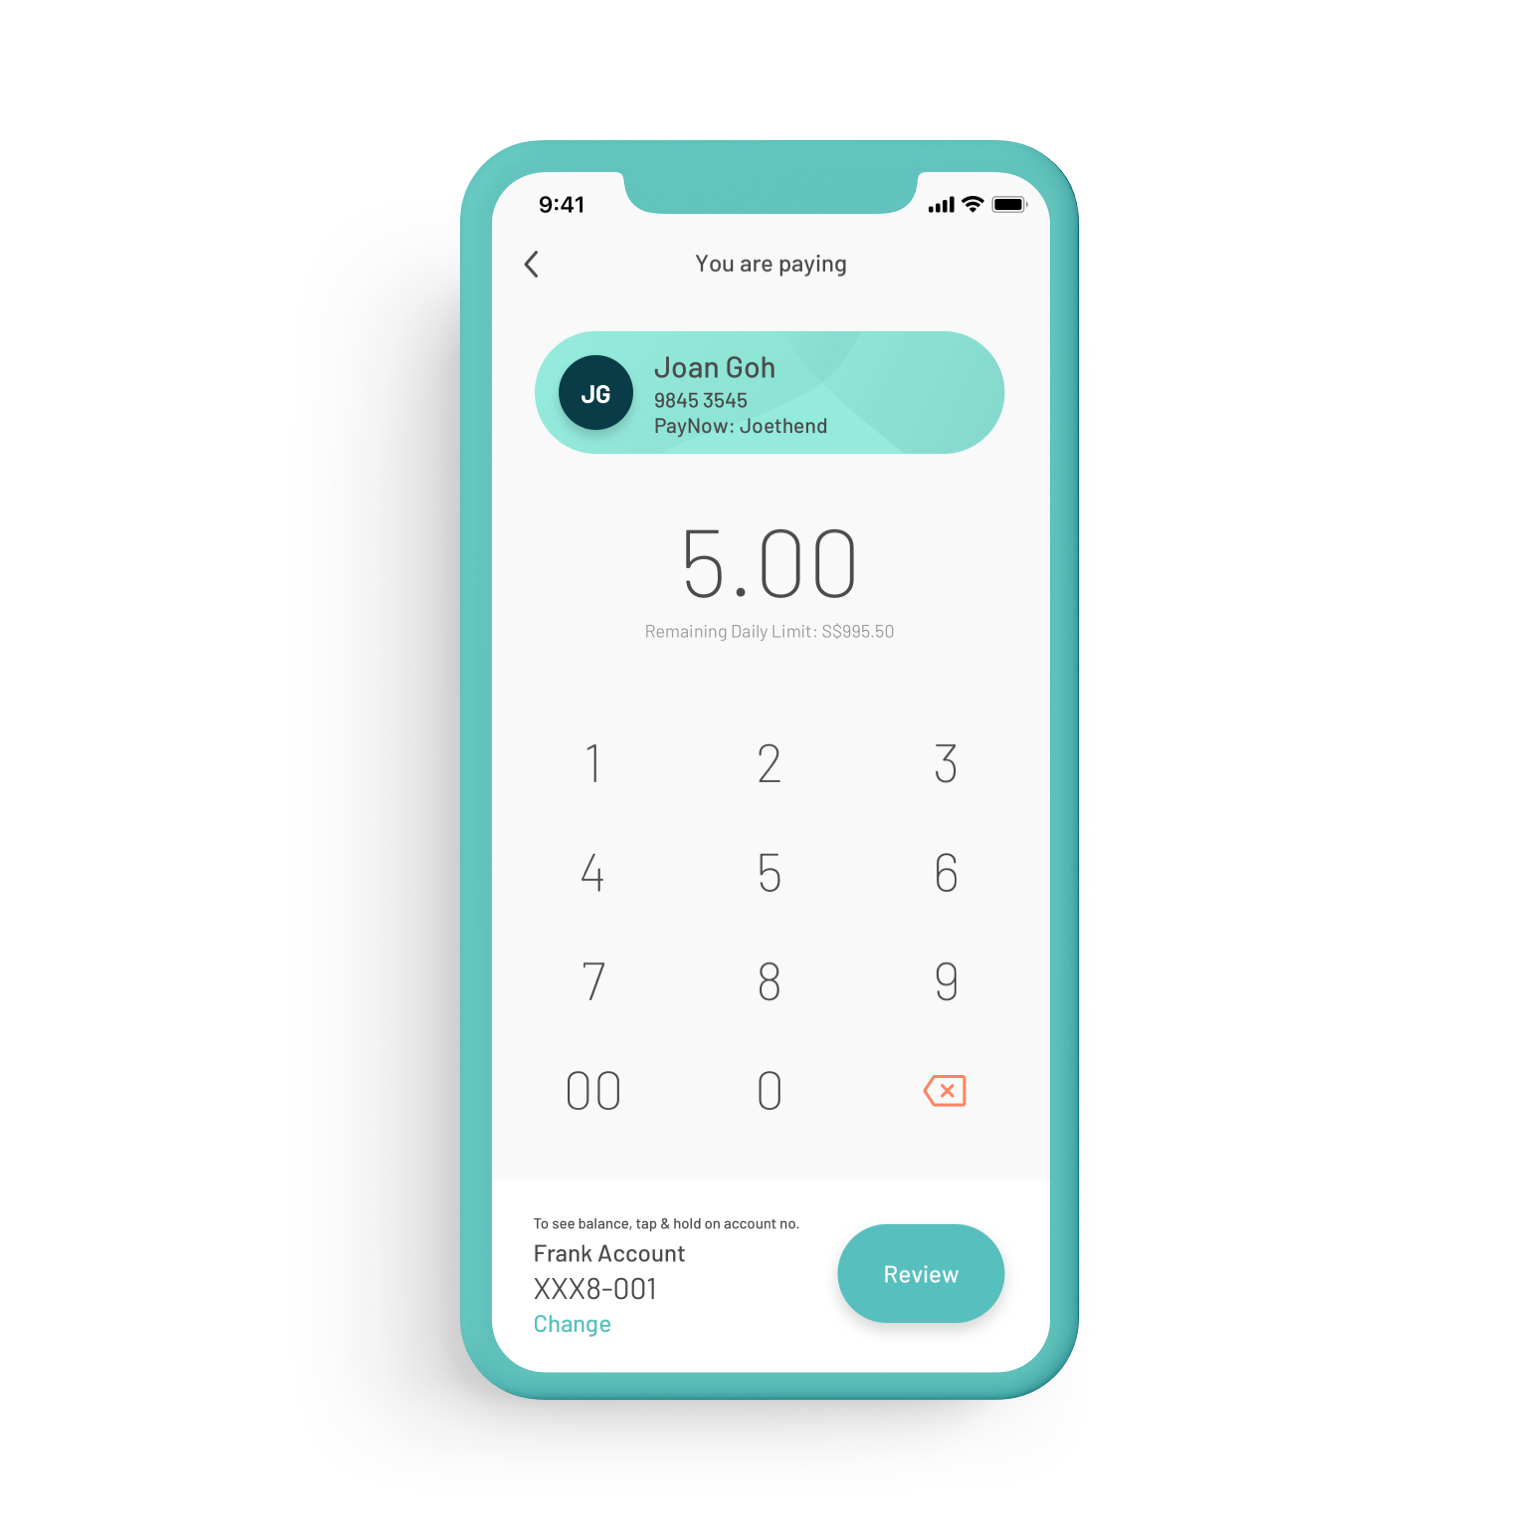 9:41
You are paying
JG
Joan Goh
9845 3545
PayNow: Joethend
5.00
Remaining Daily Limit: S$995.50
1 2 3
4 5 6
7 8 9
00 0
To see balance, tap & hold on account no.
Frank Account
XXX8-001
Change
Review